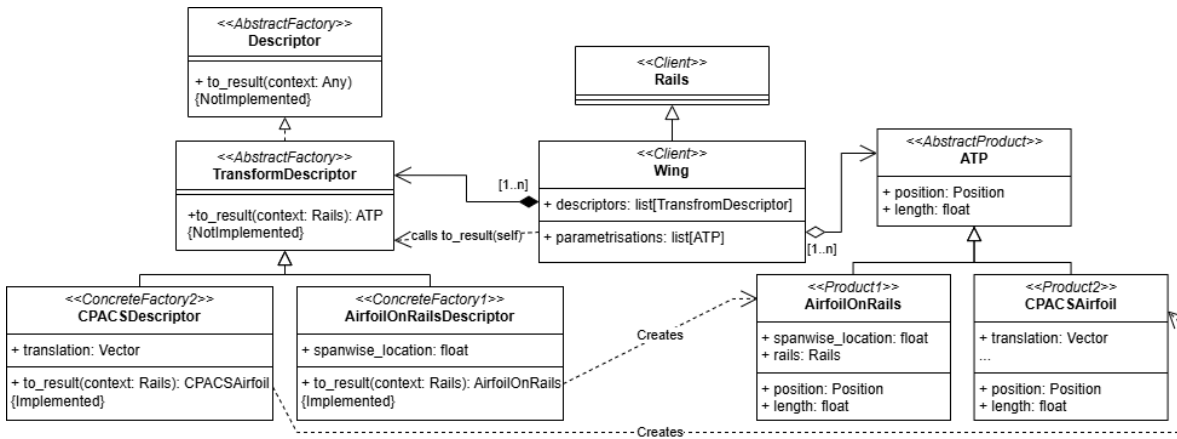 <<AbstractFactory>>
Descriptor
+ to_result(context: Any)
{NotImplemented}
<<Client>>
Rails
<<AbstractFactory>>
TransformDescriptor
+to_result(context: Rails): ATP
{NotImplemented}
[1..n]
calls to_result(self)
<<Client>>
Wing
+ descriptors: list[TransfromDescriptor]
+ parametrisations: list[ATP]
[1..n]
<<AbstractProduct>>
ATP
+ position: Position
+ length: float
<<ConcreteFactory2>>
CPACSDescriptor
+ translation: Vector
+ to_result(context: Rails): CPACSAirfoil
{Implemented}
<<ConcreteFactory1>>
AirfoilOnRailsDescriptor
+ spanwise_location: float
+ to_result(context: Rails): AirfoilOnRails
{Implemented}
Creates
<<Product1>>
AirfoilOnRails
+ spanwise_location: float
+ rails: Rails
+ position: Position
+ length: float
<<Product2>>
CPACSAirfoil
+ translation: Vector
...
+ position: Position
+ length: float
Creates